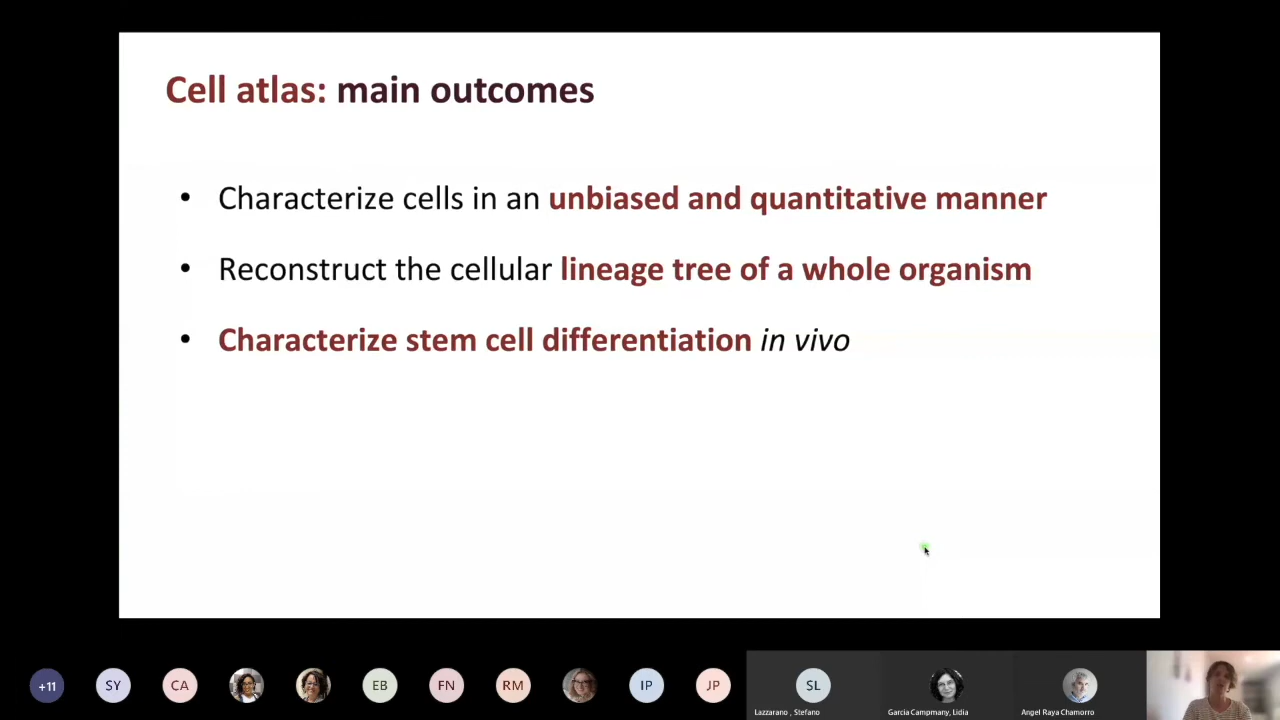 Cell atlas: main outcomes
• Characterize cells in an unbiased and quantitative manner
• Reconstruct the cellular lineage tree of a whole organism
• Characterize stem cell differentiation in vivo
+11
SY
CA
EB
FN
RM
IP
JP
SL
Lazzarano , Stefano
Garcia Campmany, Lidia
Angel Raya Chamorro